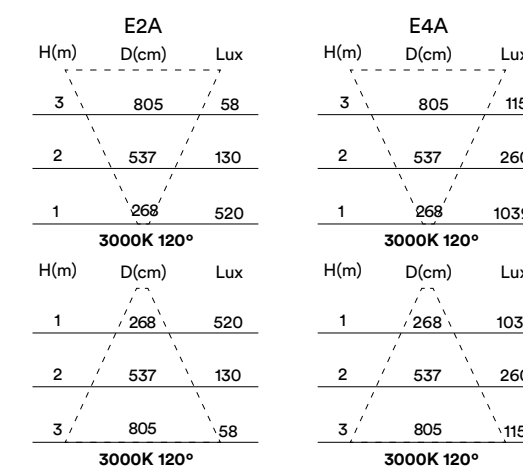 E2A E4A
H(m) D(cm) Lux H(m) D(cm) Lux
3 805 58 3 805 115
2 537 130 2 537 260
1 268 520 1 268 1039
3000K 120° 3000K 120°
H(m) D(cm) Lux H(m) D(cm) Lux
1 268 520 1 268 103
2 537 130 2 537 260
3 805 58 3 805 115
3000K 120° 3000K 120°